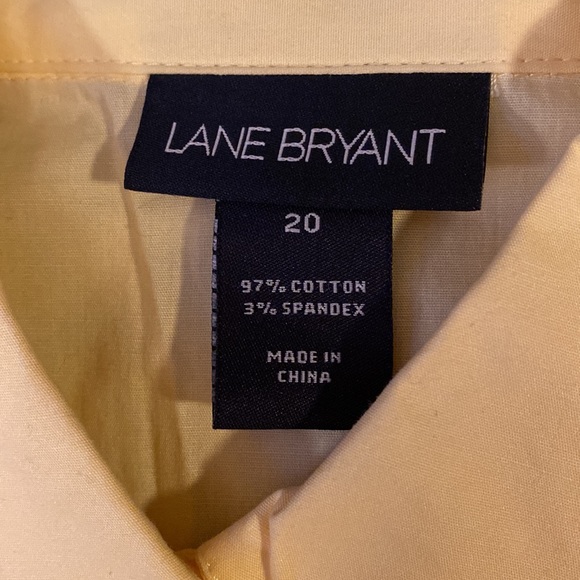 LANE BRYANT
20
97% COTTON
3% SPANDEX
MADE IN
CHINA